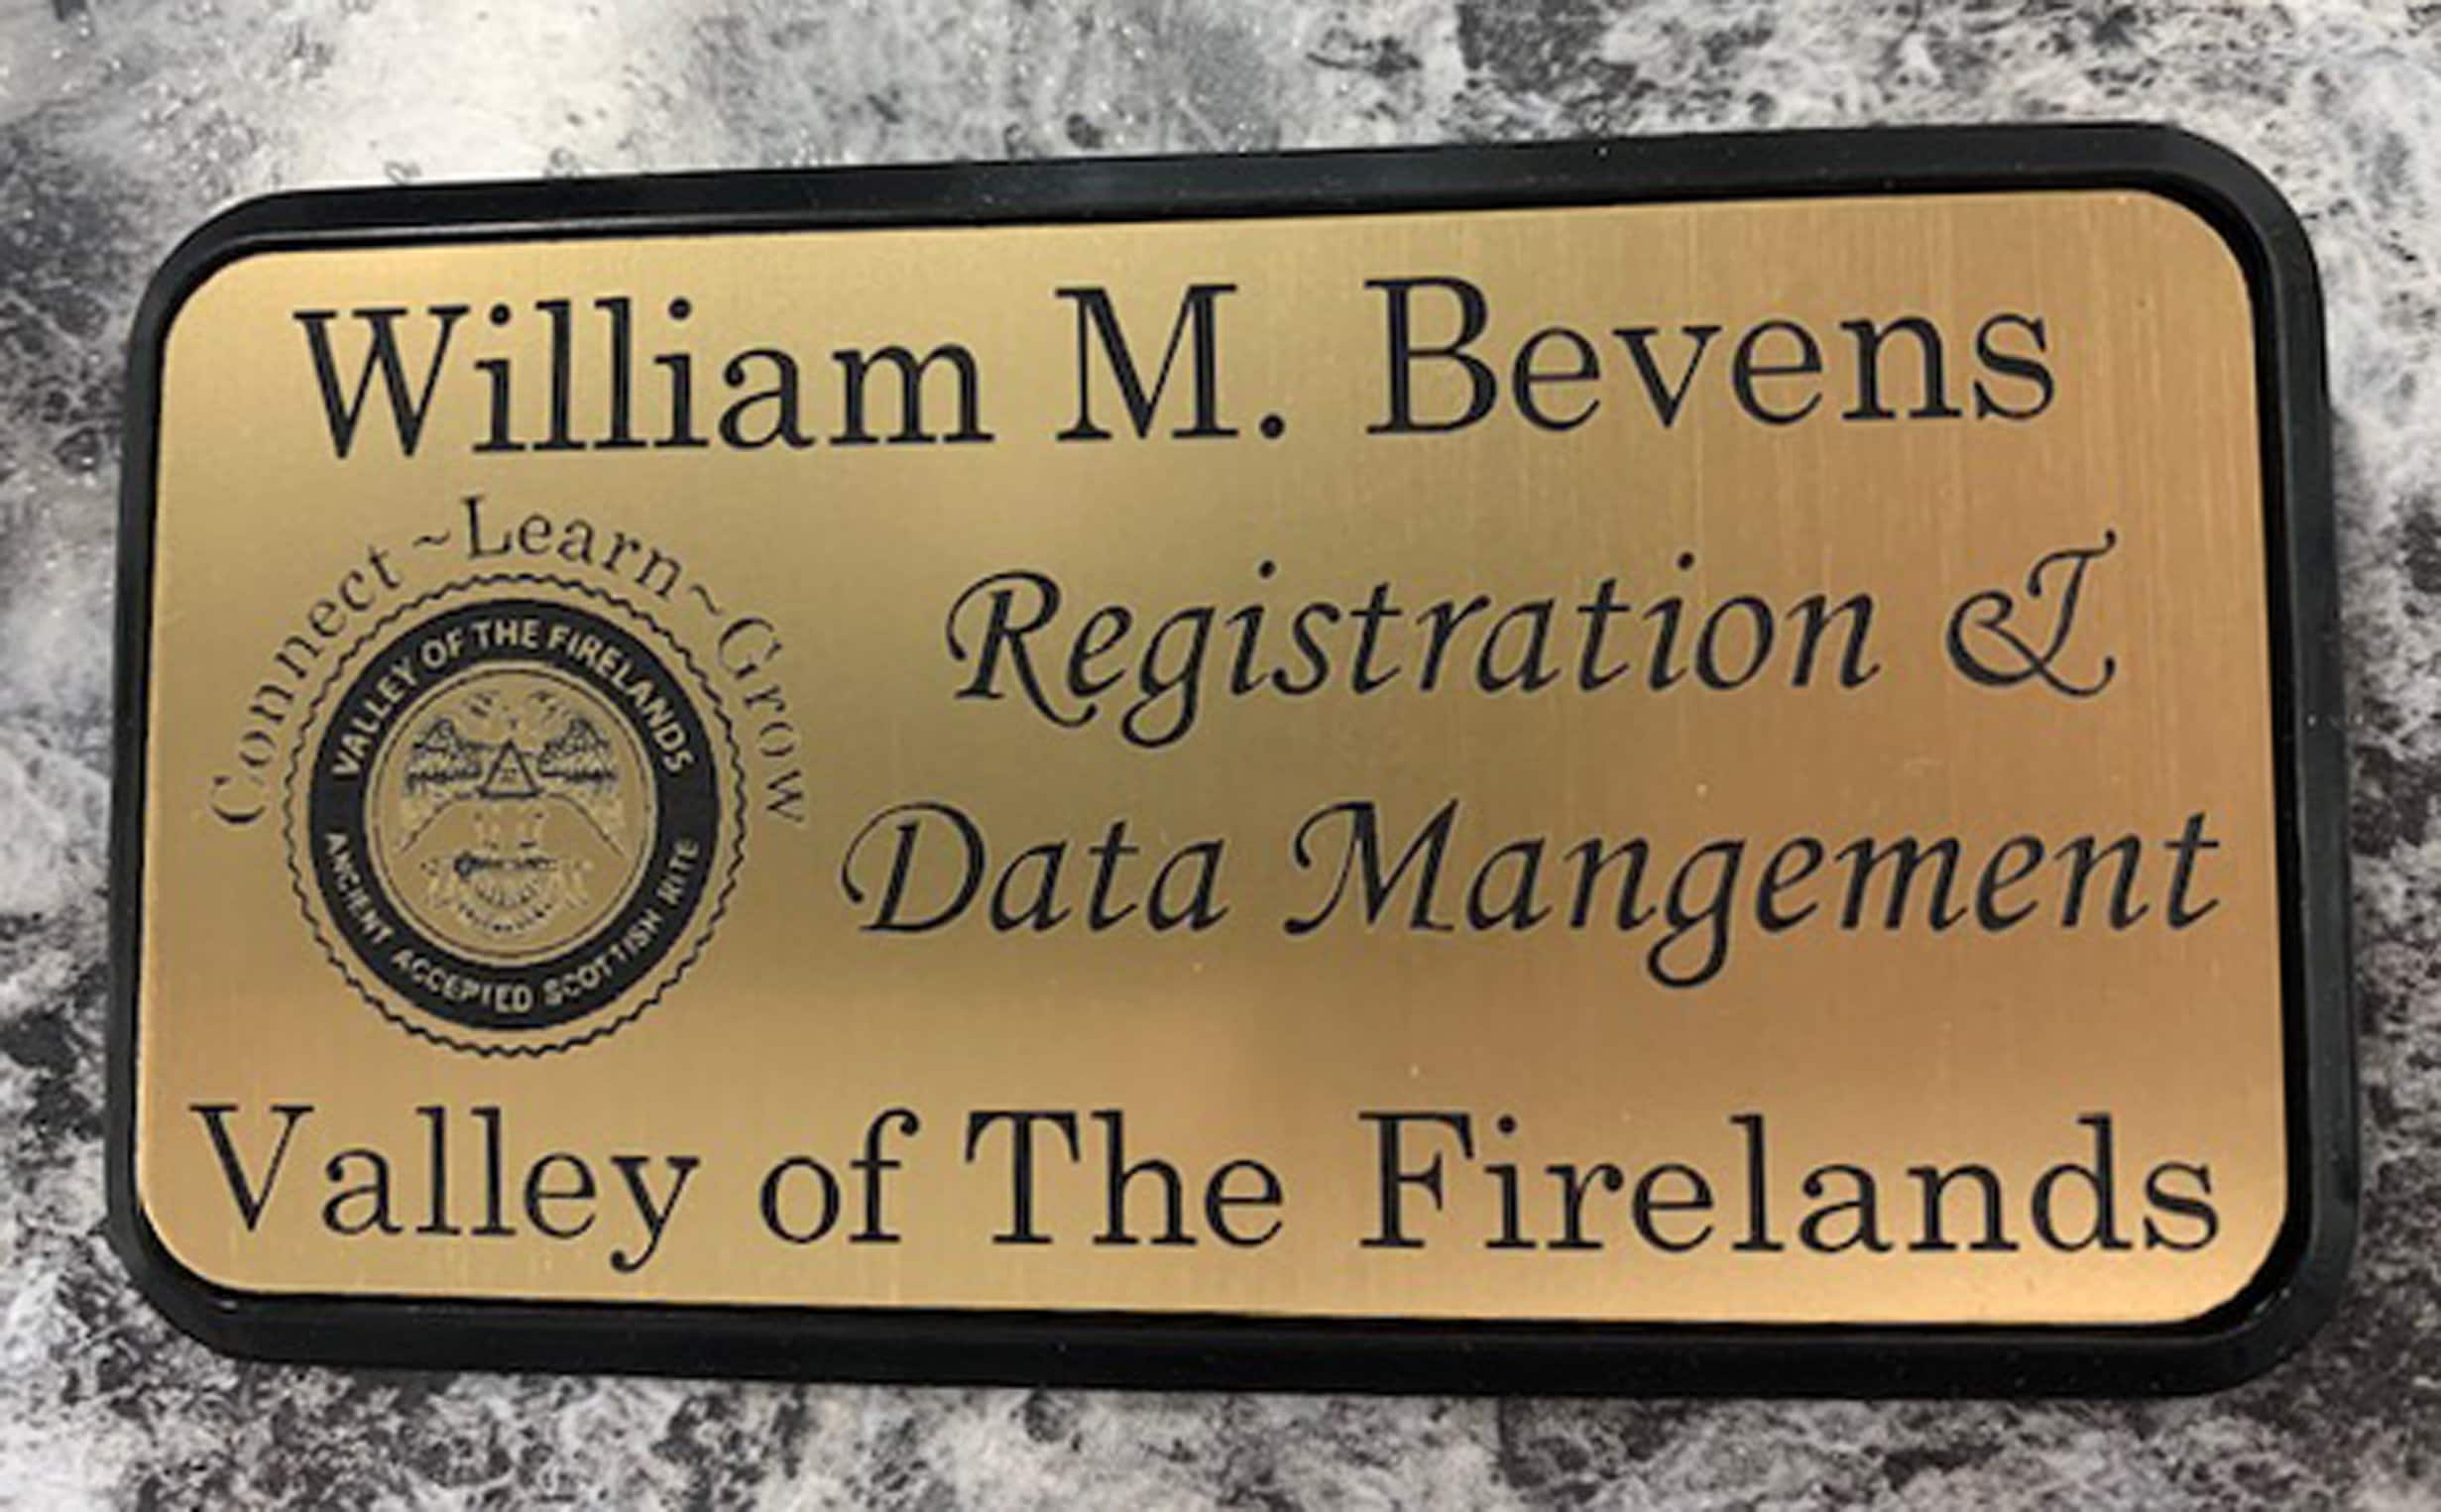 William M. Bevens
Connect ~Learn~Grow
VALLEY OF THE FIRELANDS
ANCIENT ACCEPTED SCOTTISH RITE
Registration &
Data Mangement
Valley of The Firelands